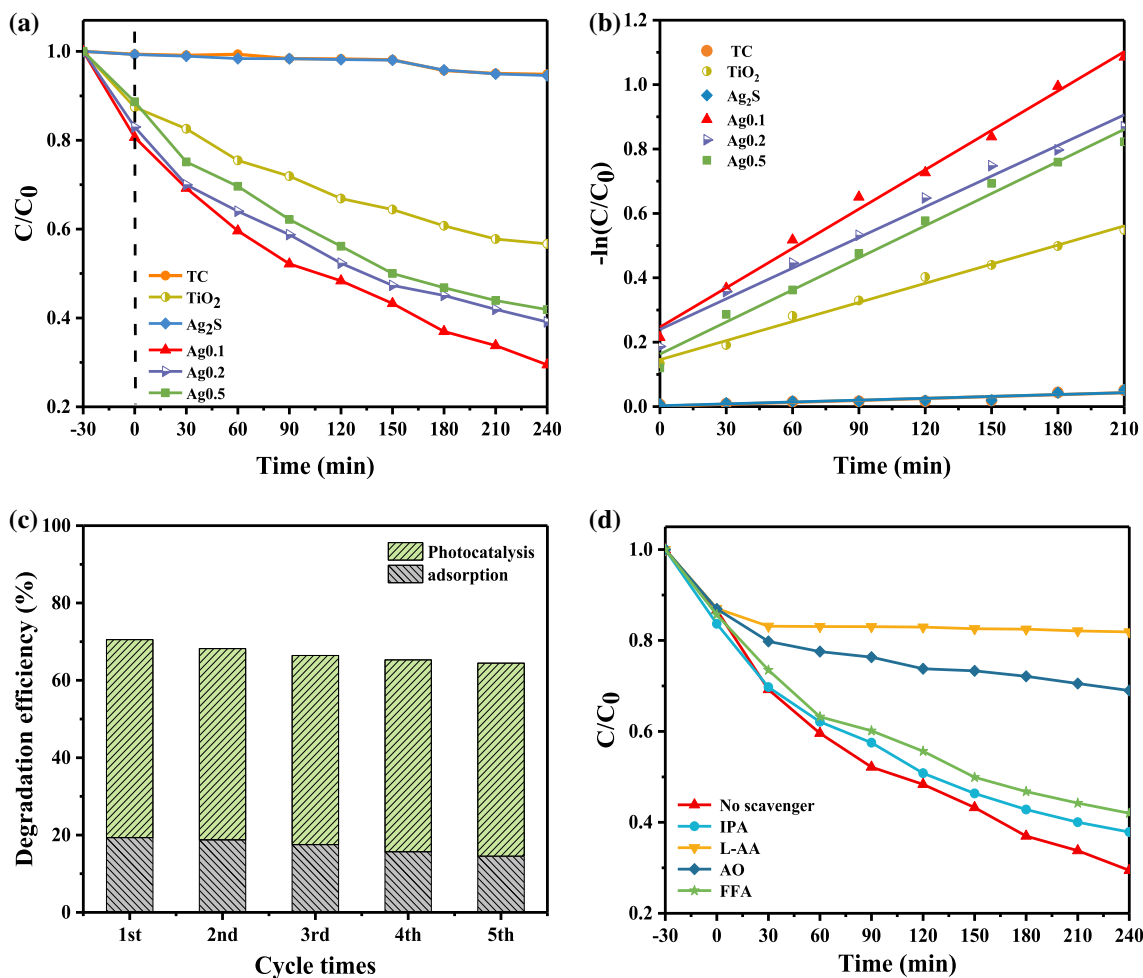 (a)
C/C0
1.0
0.8
0.6
0.4
0.2
TC
TiO2
Ag2S
Ag0.1
Ag0.2
Ag0.5
-30 0 30 60 90 120 150 180 210 240
Time (min)
(b)
-ln(C/C0)
1.2
1.0
0.8
0.6
0.4
0.2
0.0
TC
TiO2
Ag2S
Ag0.1
Ag0.2
Ag0.5
0 30 60 90 120 150 180 210
Time (min)
(c)
Degradation efficiency (%)
100
80
60
40
20
0
Photocatalysis
adsorption
1st 2nd 3rd 4th 5th
Cycle times
(d)
C/C0
1.0
0.8
0.6
0.4
0.2
No scavenger
IPA
L-AA
AO
FFA
-30 0 30 60 90 120 150 180 210 240
Time (min)